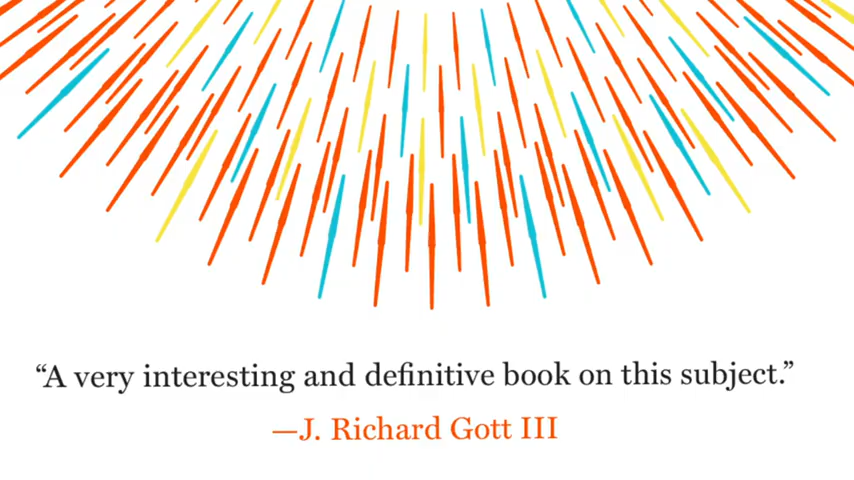 “A very interesting and definitive book on this subject.”
—J. Richard Gott III